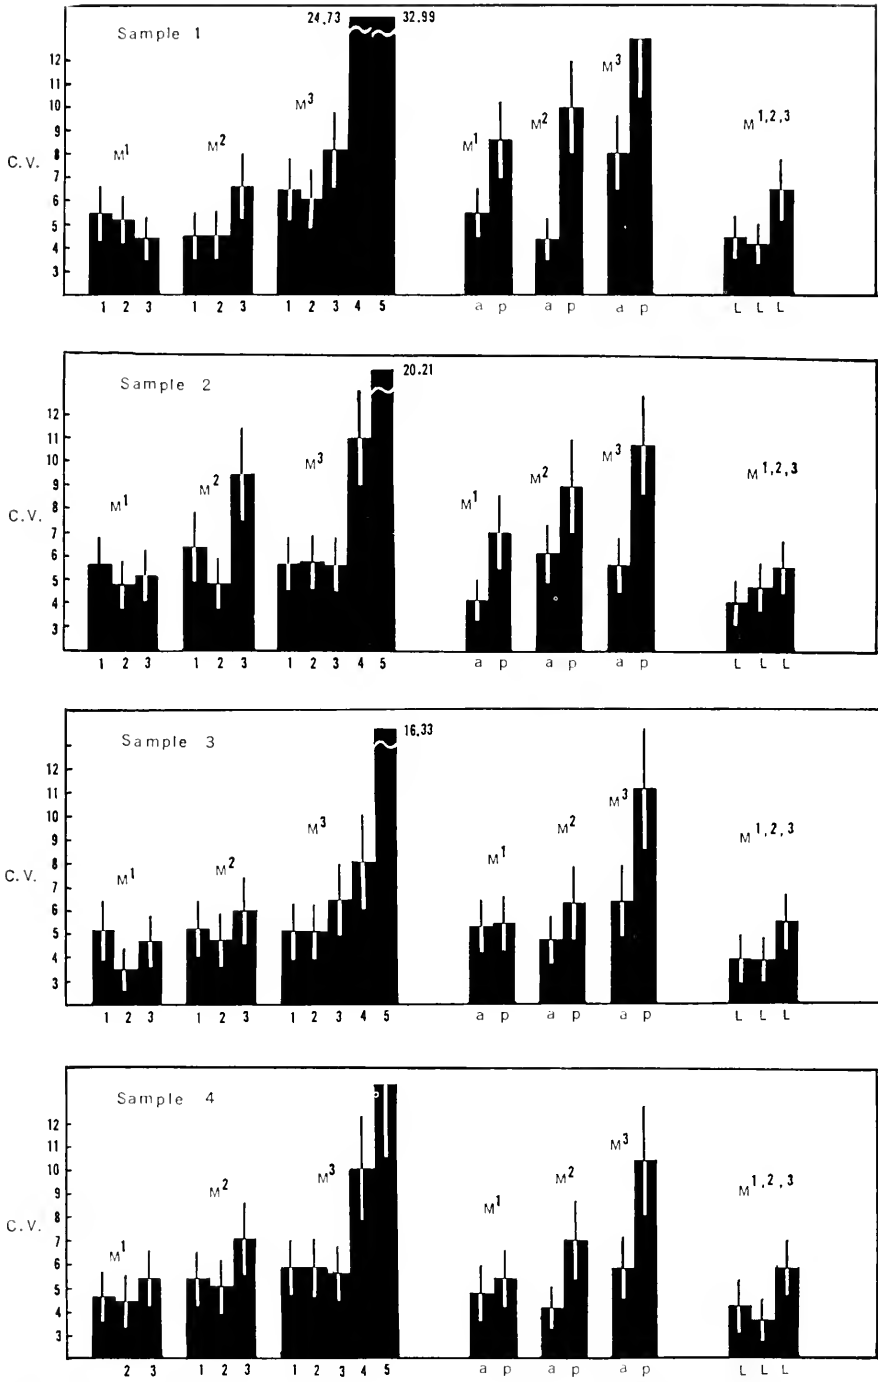 Sample 1
24.73 32.99
12
11
10
9
8
7
6
5
4
3
C.V.
M1 M2 M3 M1 M2 M3 M1,2,3
1 2 3 1 2 3 1 2 3 4 5 a p a p a p L L L
Sample 2
20.21
12
11
10
9
8
7
6
5
4
3
C.V.
M1 M2 M3 M1 M2 M3 M1,2,3
1 2 3 1 2 3 1 2 3 4 5 a p a p a p L L L
Sample 3
16.33
12
11
10
9
8
7
6
5
4
3
C.V.
M1 M2 M3 M1 M2 M3 M1,2,3
1 2 3 1 2 3 1 2 3 4 5 a p a p a p L L L
Sample 4
12
11
10
9
8
7
6
5
4
3
C.V.
M1 M2 M3 M1 M2 M3 M1,2,3
2 3 1 2 3 1 2 3 4 5 a p a p a p L L L